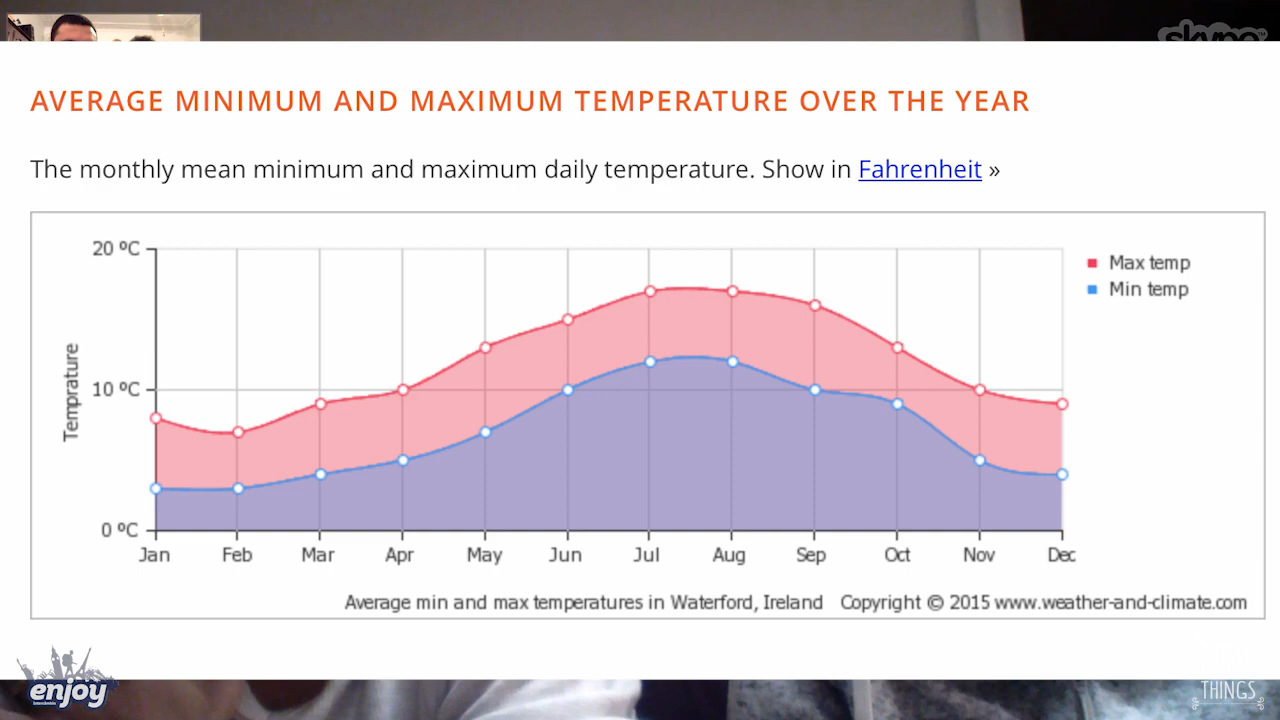 skype™
AVERAGE MINIMUM AND MAXIMUM TEMPERATURE OVER THE YEAR
The monthly mean minimum and maximum daily temperature. Show in Fahrenheit »
20 ºC
10 ºC
0 ºC
Temprature
Max temp
Min temp
Jan Feb Mar Apr May Jun Jul Aug Sep Oct Nov Dec
Average min and max temperatures in Waterford, Ireland Copyright © 2015 www.weather-and-climate.com
enjoy
THINGS